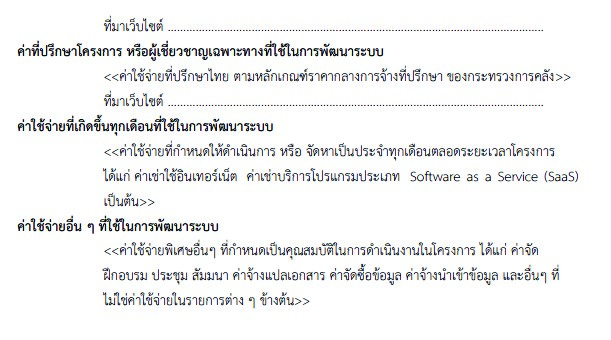 ที่มาเว็บไซต์ ........................................................................................................
ค่าที่ปรึกษาโครงการ หรือผู้เชี่ยวชาญเฉพาะทางที่ใช้ในการพัฒนาระบบ
<<ค่าใช้จ่ายที่ปรึกษาไทย ตามหลักเกณฑ์ราคากลางการจ้างที่ปรึกษา ของกระทรวงการคลัง>>
ที่มาเว็บไซต์ ........................................................................................................
ค่าใช้จ่ายที่เกิดขึ้นทุกเดือนที่ใช้ในการพัฒนาระบบ
<<ค่าใช้จ่ายที่กำหนดให้ดำเนินการ หรือ จัดหาเป็นประจำทุกเดือนตลอดระยะเวลาโครงการ
ได้แก่ ค่าเช่าใช้อินเทอร์เน็ต ค่าเช่าบริการโปรแกรมประเภท Software as a Service (SaaS)
เป็นต้น>>
ค่าใช้จ่ายอื่น ๆ ที่ใช้ในการพัฒนาระบบ
<<ค่าใช้จ่ายพิเศษอื่นๆ ที่กำหนดเป็นคุณสมบัติในการดำเนินงานในโครงการ ได้แก่ ค่าจัด
ฝึกอบรม ประชุม สัมมนา ค่าจ้างแปลเอกสาร ค่าจัดซื้อข้อมูล ค่าจ้างนำเข้าข้อมูล และอื่นๆ ที่
ไม่ใช่ค่าใช้จ่ายในรายการต่าง ๆ ข้างต้น>>